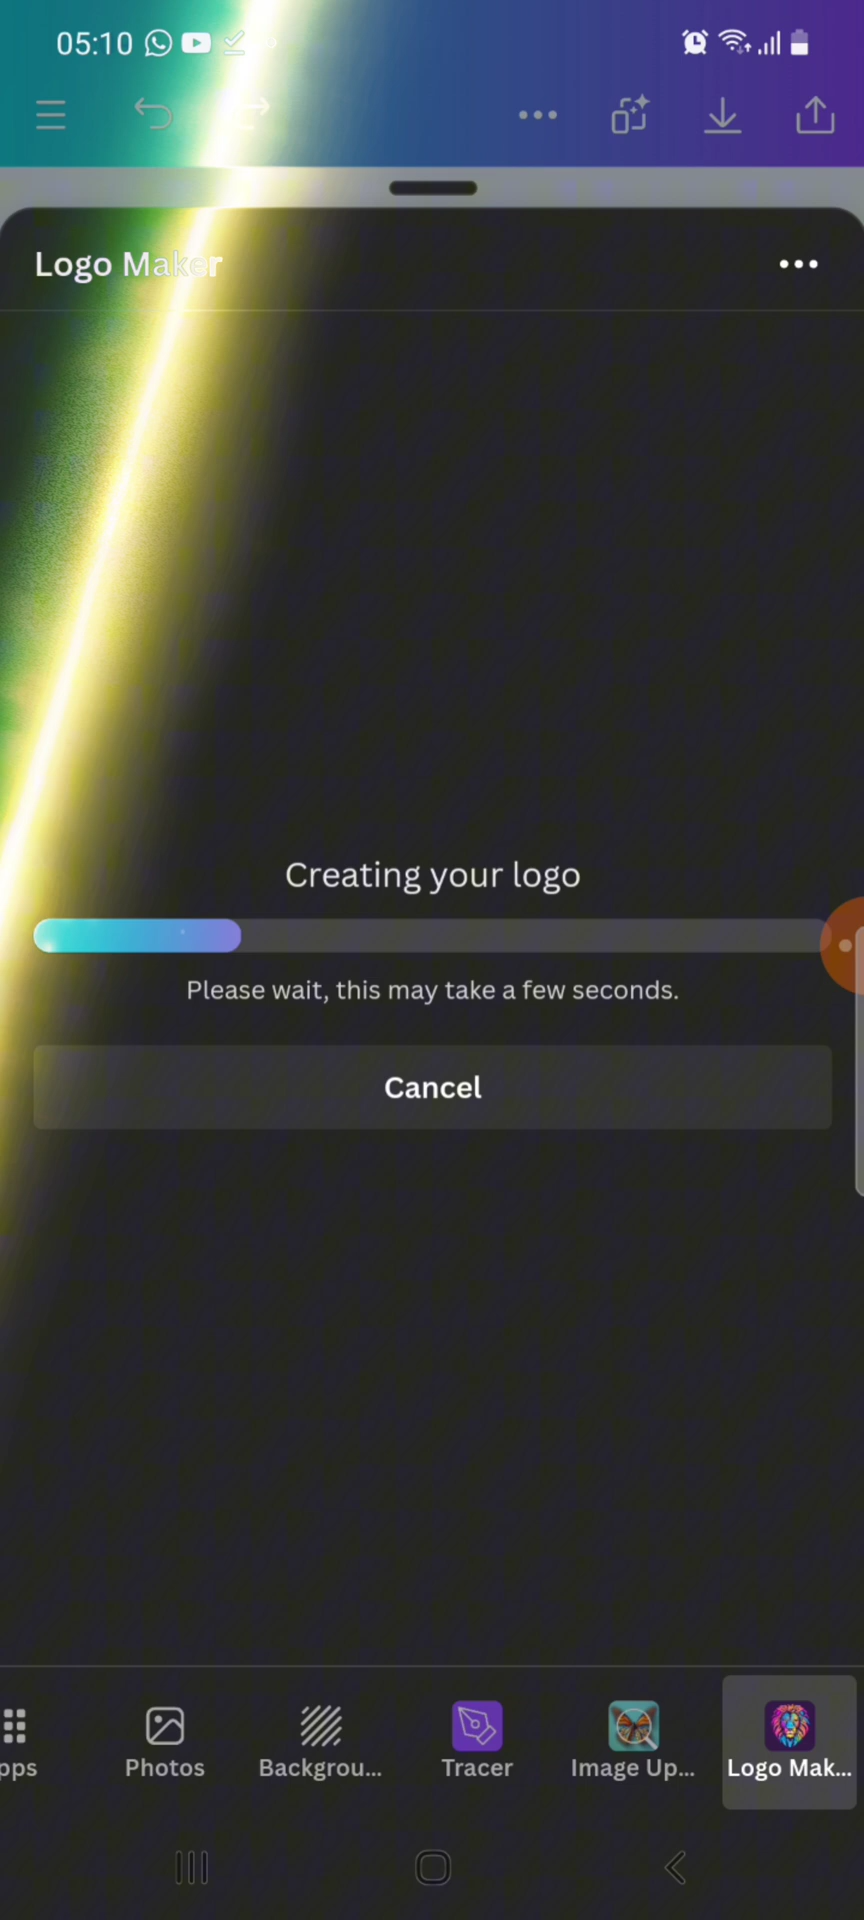 05:10
Logo Maker
Creating your logo
Please wait, this may take a few seconds.
Cancel
pps
Photos
Backgrou...
Tracer
Image Up...
Logo Mak...